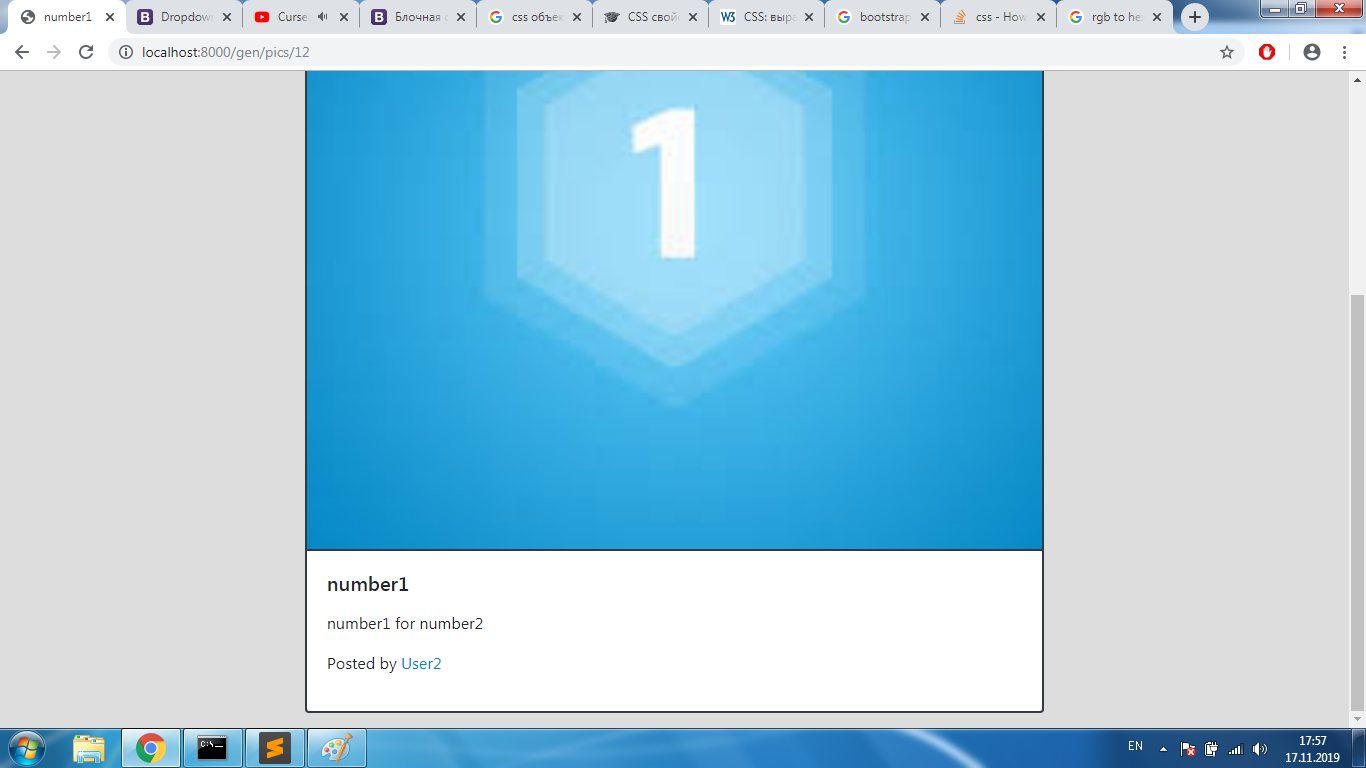 number1
Dropdown
Curse
Блочная с
css объек
CSS свой
CSS: выра
bootstrap
css - How
rgb to he
localhost:8000/gen/pics/12
1
number1
number1 for number2
Posted by User2
EN
17:57
17.11.2019